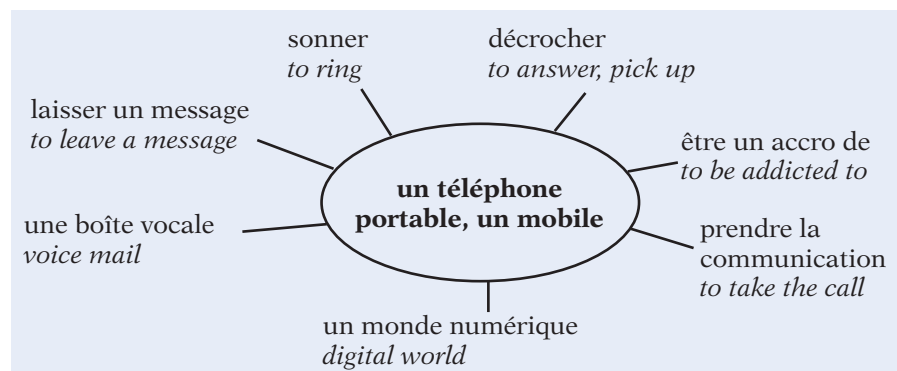 sonner
to ring
décrocher
to answer, pick up
laisser un message
to leave a message
être un accro de
to be addicted to
un téléphone
portable, un mobile
une boîte vocale
voice mail
prendre la
communication
to take the call
un monde numérique
digital world